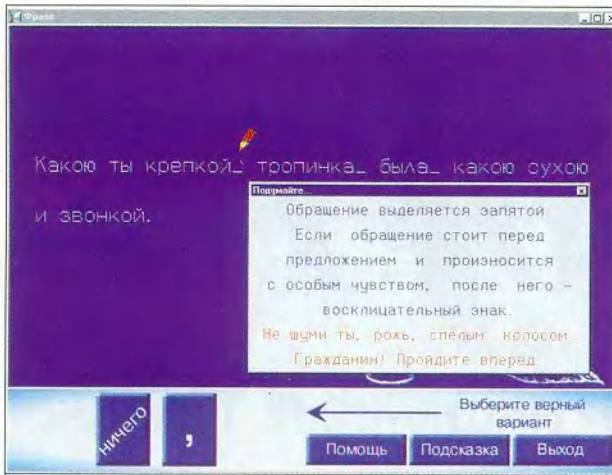 Фраза
Какою ты крепкой_ тропинка_ была_ какою сухою
и звонкой.
Подумайте...
Обращение выделяется запятой
Если обращение стоит перед
предложением и произносится
с особым чувством, после него -
восклицательный знак.
Не шуми ты, рожь, спелым колосом
Гражданин! Пройдите вперед
ничего
,
Выберите верный
вариант
Помощь
Подсказка
Выход